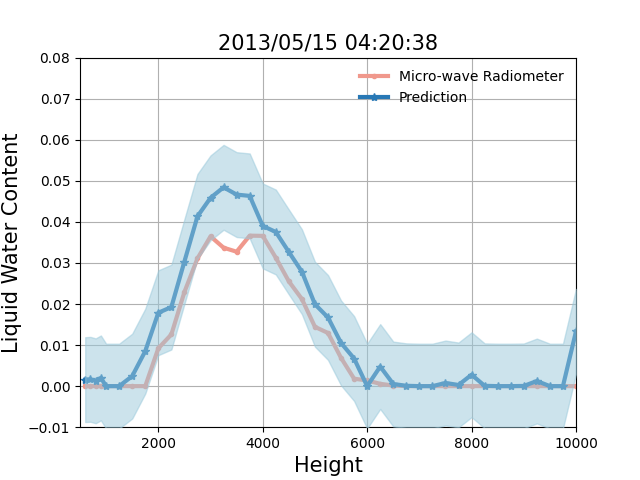 2013/05/15 04:20:38
Liquid Water Content
0.08
0.07
0.06
0.05
0.04
0.03
0.02
0.01
0.00
−0.01
Micro-wave Radiometer
Prediction
2000 4000 6000 8000 10000
Height